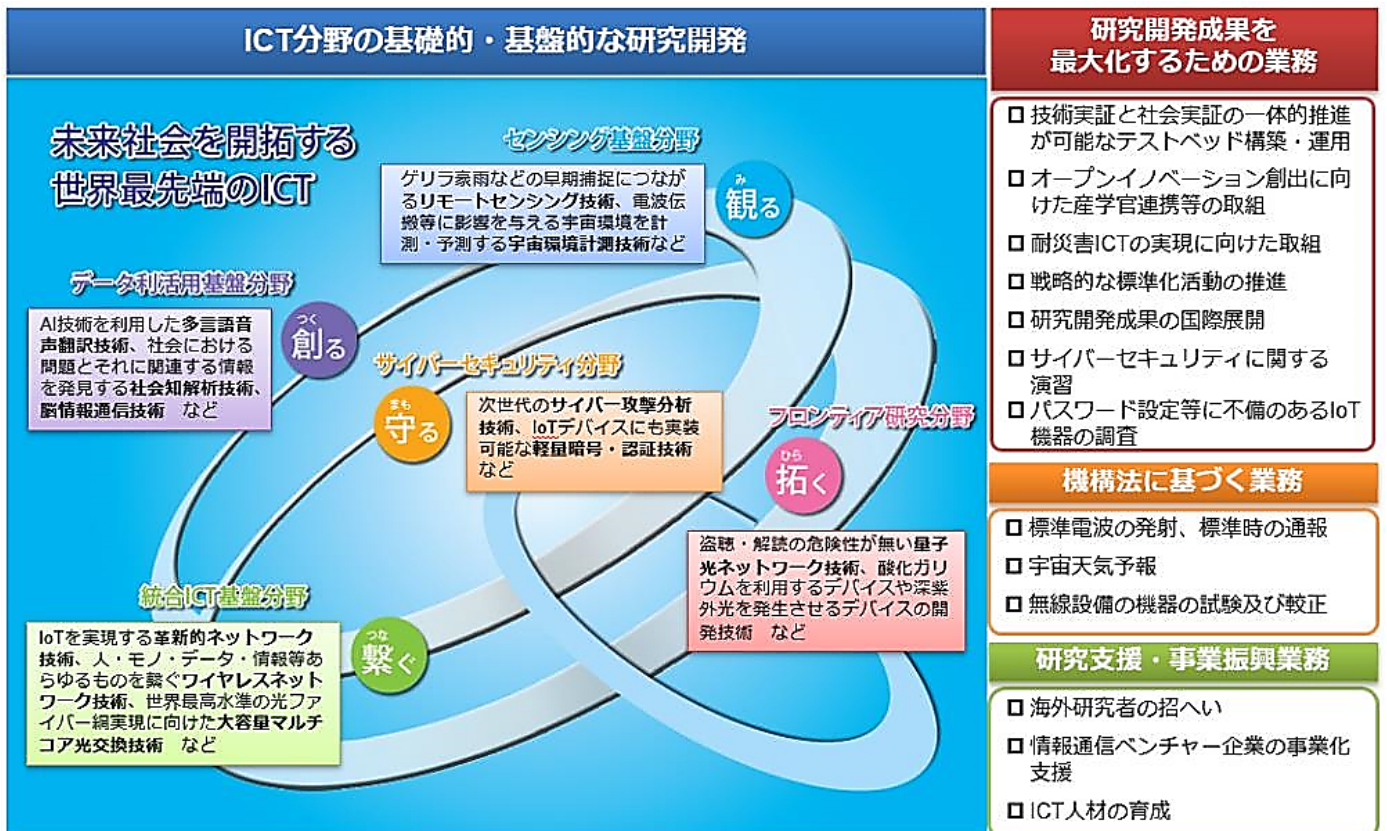 ICT分野の基礎的・基盤的な研究開発
未来社会を開拓する
世界最先端のICT
センシング基盤分野
ゲリラ豪雨などの早期捕捉につなが
るリモートセンシング技術、電波伝
搬等に影響を与える宇宙環境を計
測・予測する宇宙環境計測技術など
み
観る
データ利活用基盤分野
AI技術を利用した多言語音
声翻訳技術、社会における
問題とそれに関連する情報
を発見する社会知解析技術、
脳情報通信技術 など
つく
創る
サイバーセキュリティ分野
まも
守る
次世代のサイバー攻撃分析
技術、IoTデバイスにも実装
可能な軽量暗号・認証技術
など
フロンティア研究分野
ひら
拓く
盗聴・解読の危険性が無い量子
光ネットワーク技術、酸化ガリ
ウムを利用するデバイスや深紫
外光を発生させるデバイスの開
発技術 など
統合ICT基盤分野
IoTを実現する革新的ネットワーク
技術、人・モノ・データ・情報等あ
らゆるものを繋ぐワイヤレスネット
ワーク技術、世界最高水準の光ファ
イバー網実現に向けた大容量マルチ
コア光交換技術 など
つな
繋ぐ
研究開発成果を
最大化するための業務
技術実証と社会実証の一体的推進
が可能なテストベッド構築・運用
オープンイノベーション創出に向
けた産学官連携等の取組
耐災害ICTの実現に向けた取組
戦略的な標準化活動の推進
研究開発成果の国際展開
サイバーセキュリティに関する
演習
パスワード設定等に不備のあるIoT
機器の調査
機構法に基づく業務
標準電波の発射、標準時の通報
宇宙天気予報
無線設備の機器の試験及び較正
研究支援・事業振興業務
海外研究者の招へい
情報通信ベンチャー企業の事業化
支援
ICT人材の育成